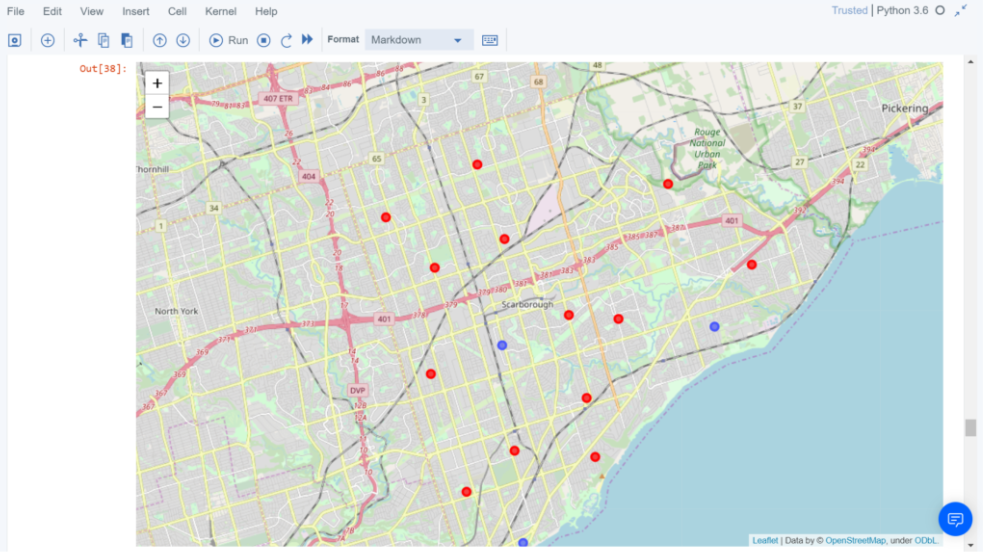 File Edit View Insert Cell Kernel Help
Trusted | Python 3.6
Run
Format Markdown
Out[38]:
+
−
407 ETR
67
68
48
3
37
Pickering
Rouge
National
Urban
Park
65
27
22
794
Thornhill
404
34
1
401
North York
401
Scarborough
DVP
Leaflet | Data by © OpenStreetMap, under ODbL.